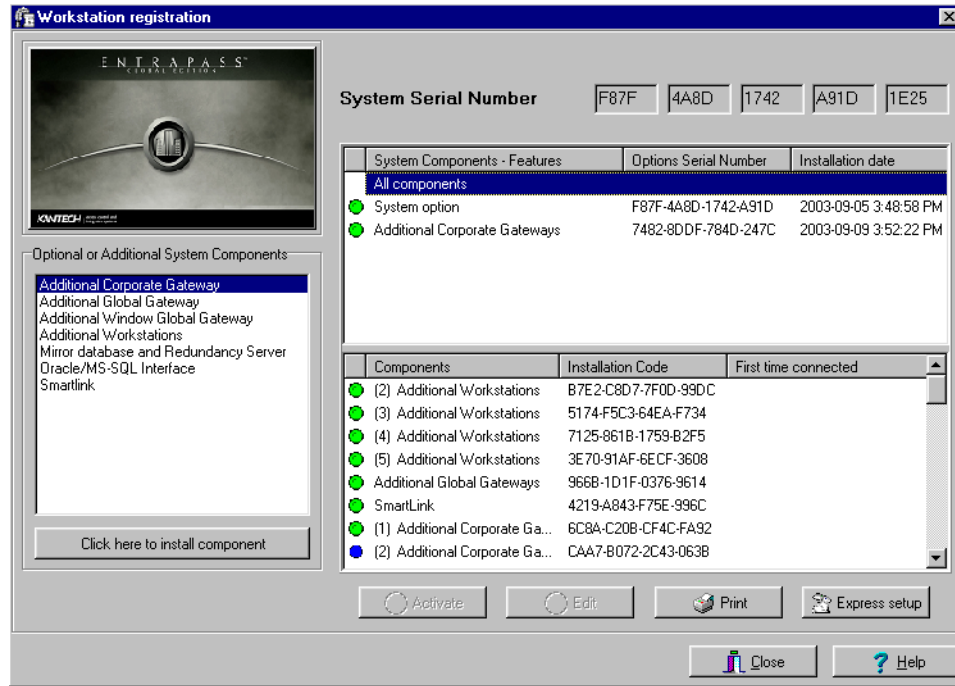 Workstation registration
ENTRAPASS
GLOBAL EDITION
KANTECH
System Serial Number F87F 4A8D 1742 A91D 1E25
System Components - Features Options Serial Number Installation date
All components
System option F87F-4A8D-1742-A91D 2003-09-05 3:48:58 PM
Additional Corporate Gateways 7482-8DDF-784D-247C 2003-09-09 3:52:22 PM
Optional or Additional System Components
Additional Corporate Gateway
Additional Global Gateway
Additional Window Global Gateway
Additional Workstations
Mirror database and Redundancy Server
Oracle/MS-SQL Interface
Smartlink
Click here to install component
Components Installation Code First time connected
(2) Additional Workstations B7E2-C8D7-7F0D-99DC
(3) Additional Workstations 5174-F5C3-64EA-F734
(4) Additional Workstations 7125-861B-1759-B2F5
(5) Additional Workstations 3E70-91AF-6ECF-3608
Additional Global Gateways 966B-1D1F-0376-9614
SmartLink 4219-A843-F75E-996C
(1) Additional Corporate Ga... 6C8A-C20B-CF4C-FA92
(2) Additional Corporate Ga... CAA7-B072-2C43-063B
Activate Edit Print Express setup
Close Help